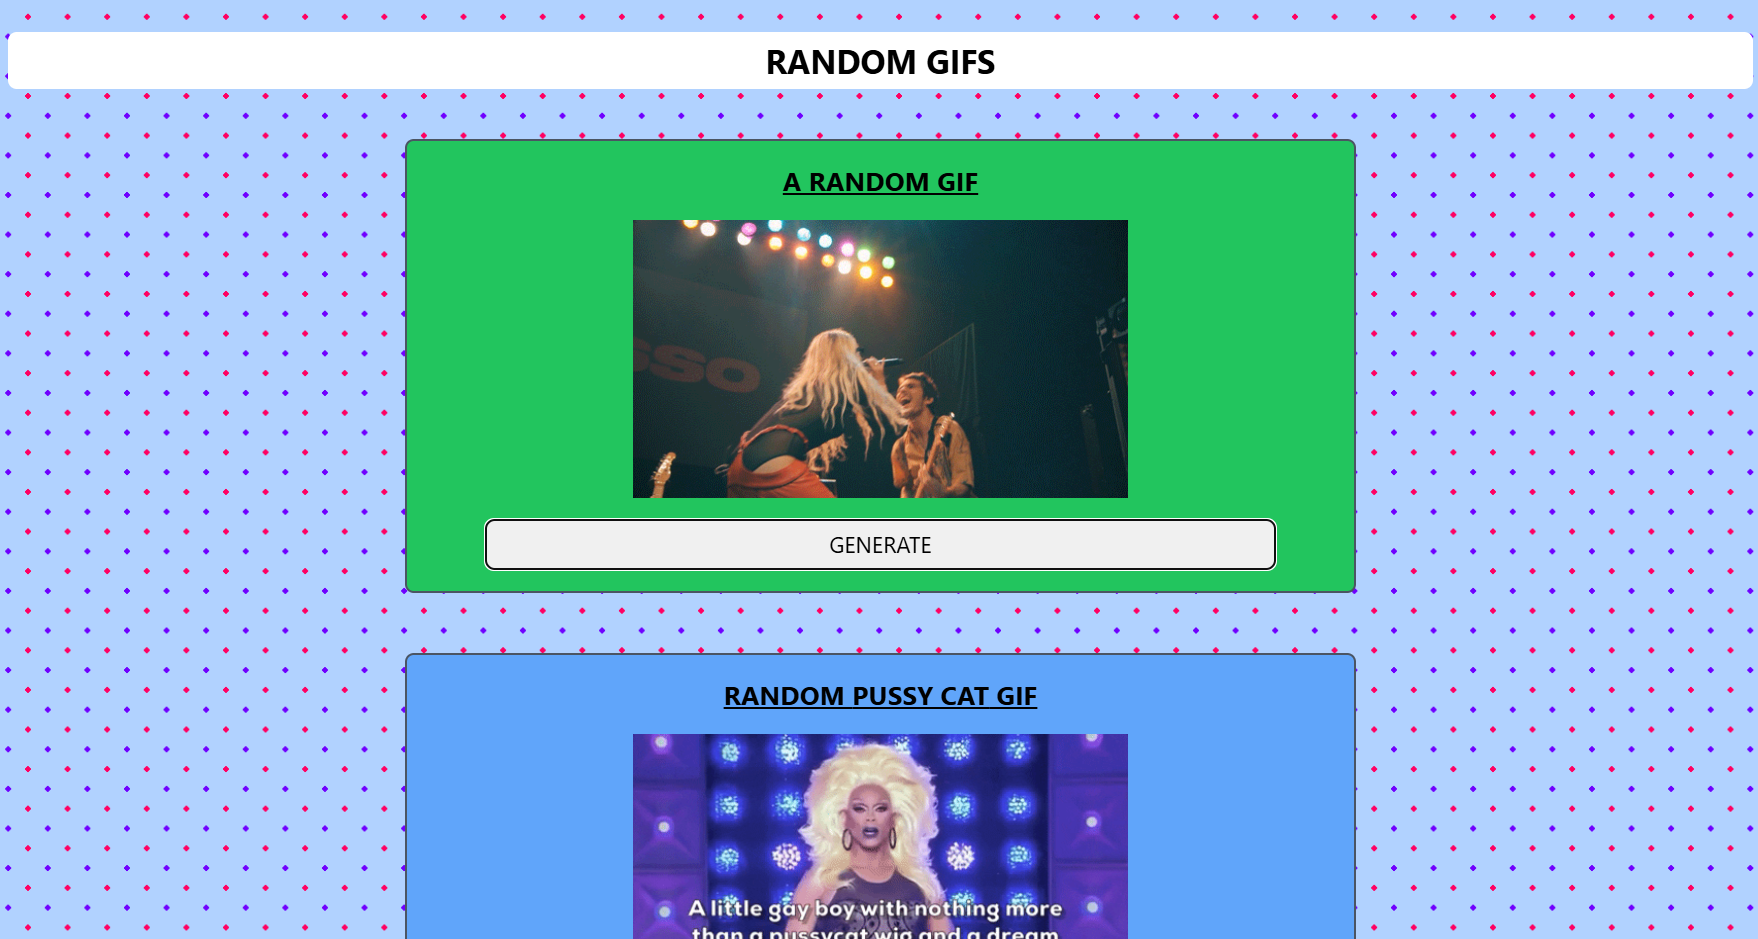 RANDOM GIFS
A RANDOM GIF
SSO
GENERATE
RANDOM PUSSY CAT GIF
A little gay boy with nothing more
than a pussycat wig and a dream